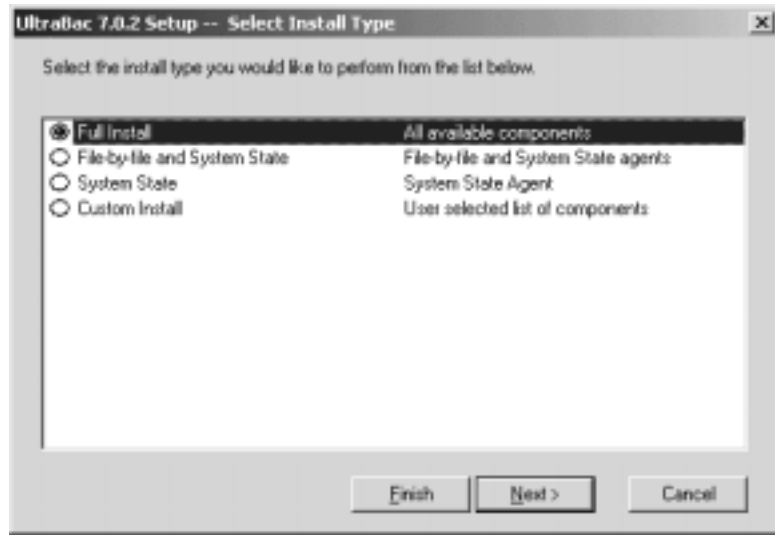 UltraBac 7.0.2 Setup -- Select Install Type
Select the install type you would like to perform from the list below.
Full Install All available components
File-by-file and System State File-by-file and System State agents
System State System State Agent
Custom Install User selected list of components
Finish Next > Cancel